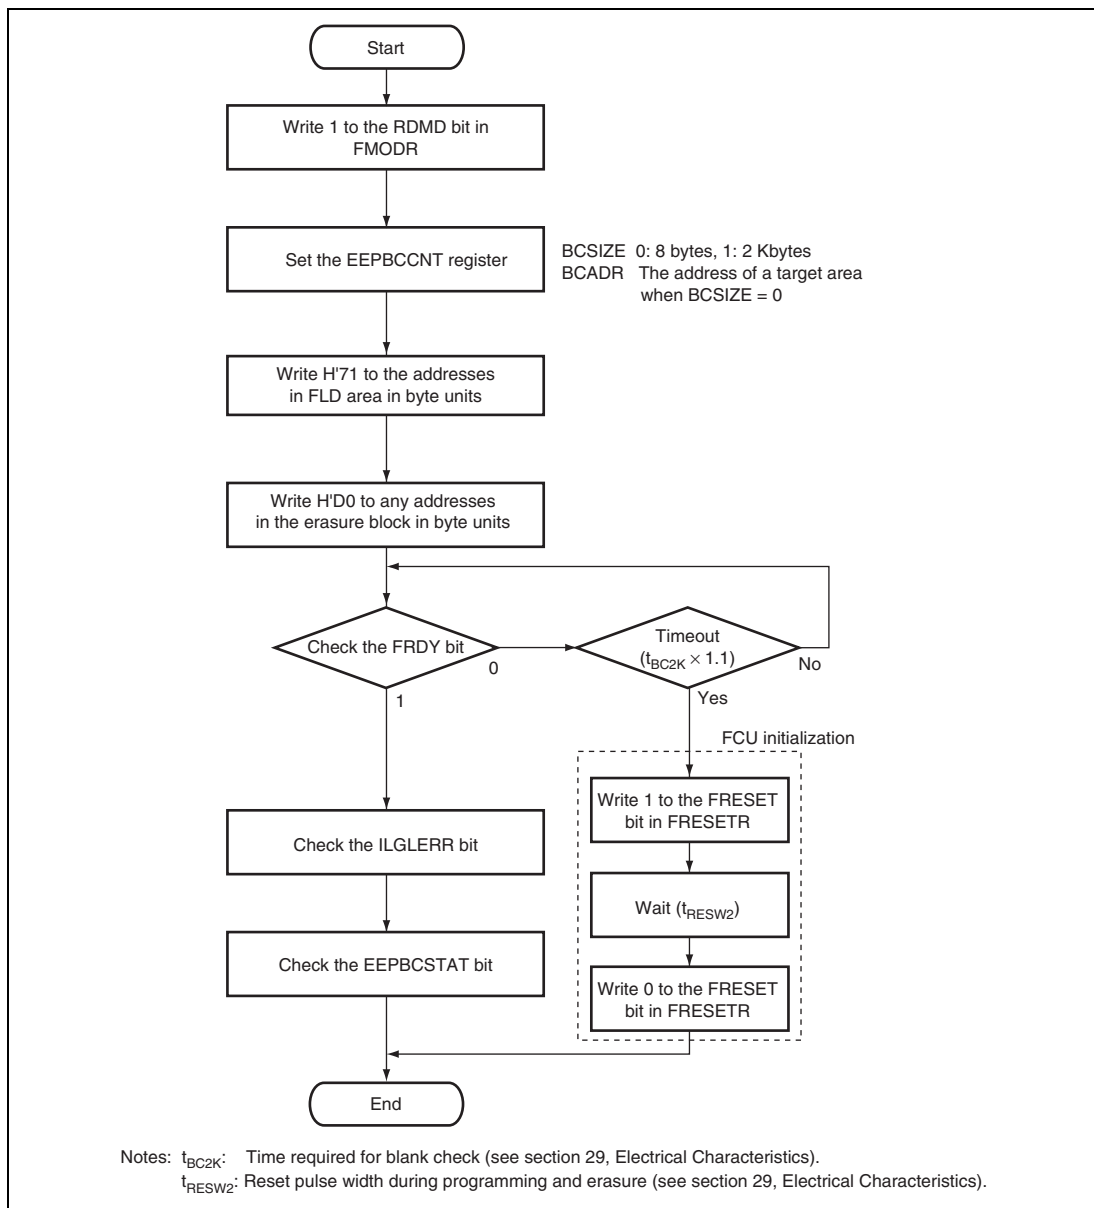 Start
Write 1 to the RDMD bit in
FMODR
Set the EEPBCCNT register
BCSIZE 0: 8 bytes, 1: 2 Kbytes
BCADR The address of a target area
when BCSIZE = 0
Write H'71 to the addresses
in FLD area in byte units
Write H'D0 to any addresses
in the erasure block in byte units
Check the FRDY bit
0
1
Timeout
(tBC2K × 1.1)
No
Yes
FCU initialization
Write 1 to the FRESET
bit in FRESETR
Check the ILGLERR bit
Wait (tRESW2)
Check the EEPBCSTAT bit
Write 0 to the FRESET
bit in FRESETR
End
Notes: tBC2K: Time required for blank check (see section 29, Electrical Characteristics).
tRESW2: Reset pulse width during programming and erasure (see section 29, Electrical Characteristics).